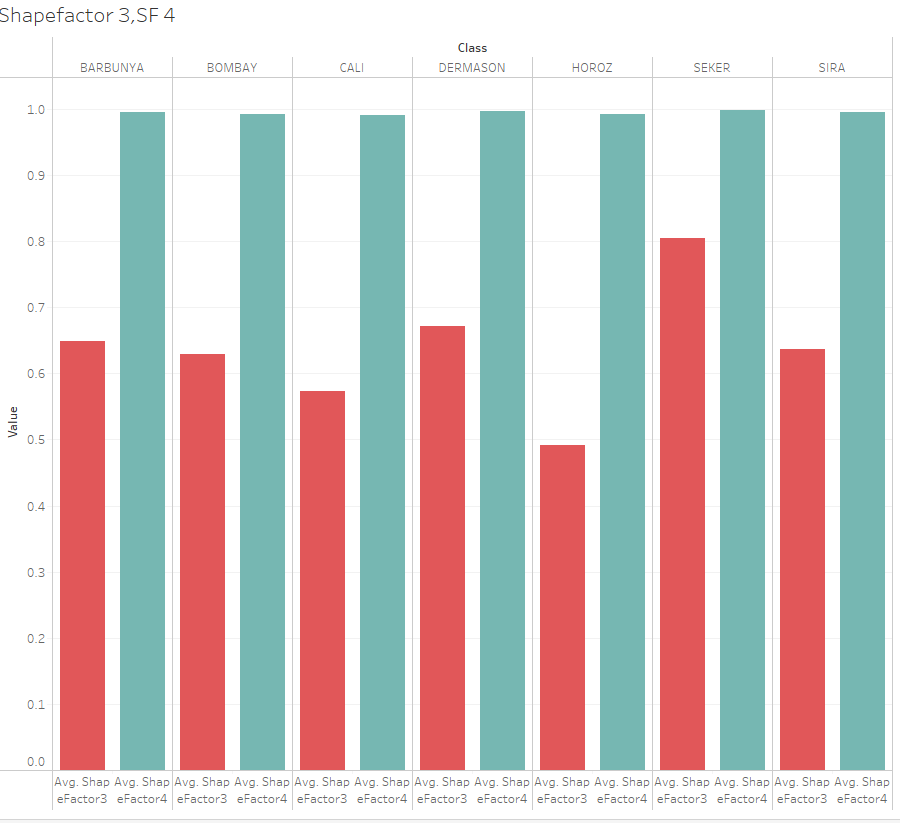 Shapefactor 3,SF 4
Class
BARBUNYA BOMBAY CALI DERMASON HOROZ SEKER SIRA
1.0
0.9
0.8
0.7
0.6
0.5
0.4
0.3
0.2
0.1
0.0
Value
Avg. Shap Avg. Shap Avg. Shap Avg. Shap Avg. Shap Avg. Shap Avg. Shap Avg. Shap Avg. Shap Avg. Shap Avg. Shap Avg. Shap Avg. Shap Avg. Shap
eFactor3 eFactor4 eFactor3 eFactor4 eFactor3 eFactor4 eFactor3 eFactor4 eFactor3 eFactor4 eFactor3 eFactor4 eFactor3 eFactor4